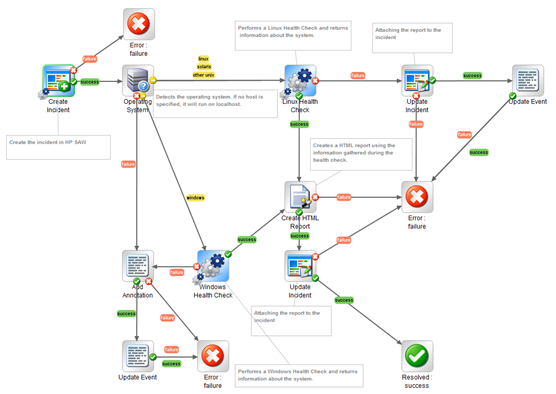 Performs a Linux Health Check and returns
information about the system.
Attaching the report to the
incident
failure
Error :
failure
linux
solaris
other unix
success
Create
Incident
Operating
System
Linux Health
Check
failure
Update
Incident
success
Update Event
Detects the operating system. If no host is
specified, it will run on localhost.
Create the incident in HP SAW
success
failure
success
Creates a HTML report using the
information gathered during the
health check.
failure
windows
Create HTML
Report
failure
Error :
failure
success
success
failure
Add
Annotation
failure
Windows
Health Check
Update
Incident
success
success
failure
Attaching the report to the
incident
Update Event
failure
success
Error :
failure
Performs a Windows Health Check and returns
information about the system.
Resolved :
success